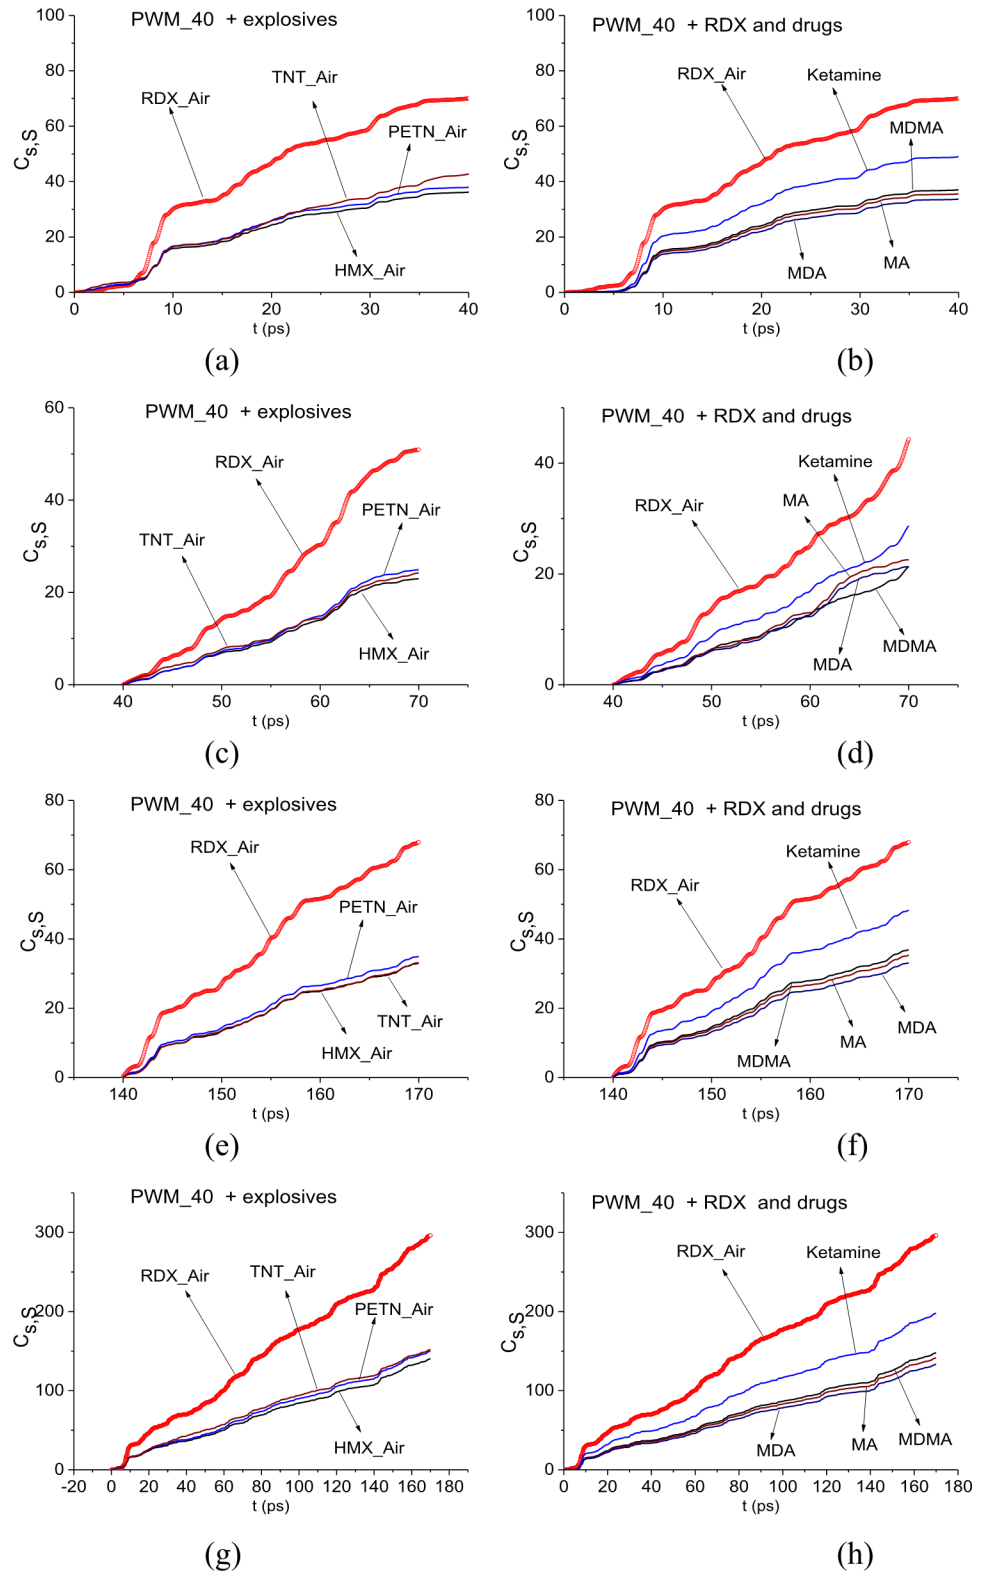 PWM_40 + explosives
100
80
60
40
20
0
C_s,S
RDX_Air
TNT_Air
PETN_Air
HMX_Air
0 10 20 30 40
t (ps)
(a)
PWM_40 + RDX and drugs
100
80
60
40
20
0
C_s,S
RDX_Air
Ketamine
MDMA
MA
MDA
0 10 20 30 40
t (ps)
(b)
PWM_40 + explosives
60
40
20
0
C_s,S
RDX_Air
PETN_Air
TNT_Air
HMX_Air
40 50 60 70
t (ps)
(c)
PWM_40 + RDX and drugs
40
20
0
C_s,S
Ketamine
MA
RDX_Air
MDA
MDMA
40 50 60 70
t (ps)
(d)
PWM_40 + explosives
80
60
40
20
0
C_s,S
RDX_Air
PETN_Air
TNT_Air
HMX_Air
140 150 160 170
t (ps)
(e)
PWM_40 + RDX and drugs
80
60
40
20
0
C_s,S
Ketamine
RDX_Air
MDA
MA
MDMA
140 150 160 170
t (ps)
(f)
PWM_40 + explosives
300
200
100
0
C_s,S
RDX_Air
TNT_Air
PETN_Air
HMX_Air
-20 0 20 40 60 80 100 120 140 160 180
t (ps)
(g)
PWM_40 + RDX and drugs
300
200
100
0
C_s,S
RDX_Air
Ketamine
MDA
MA
MDMA
0 20 40 60 80 100 120 140 160 180
t (ps)
(h)